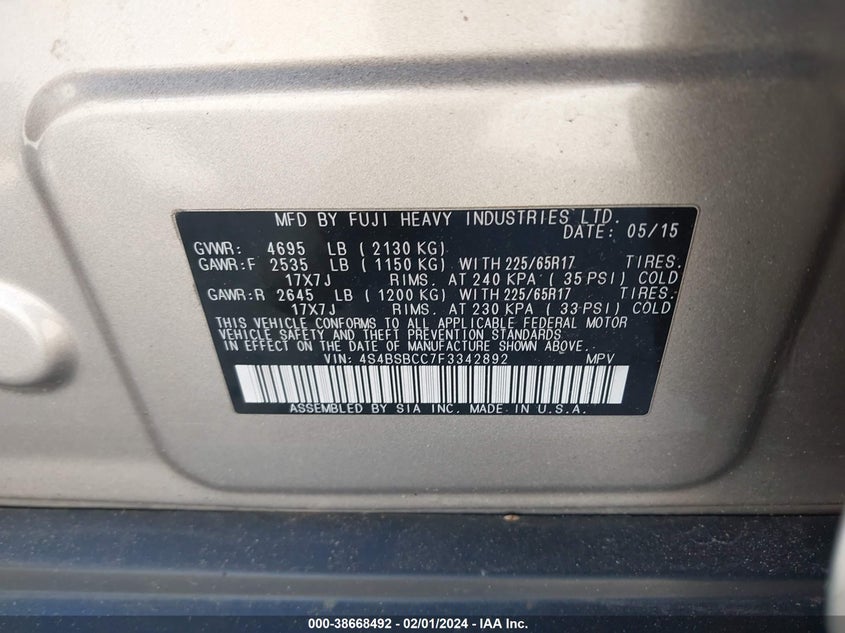 MFD BY FUJI HEAVY INDUSTRIES LTD.
DATE: 05/15
GVWR: 4695 LB (2130 KG)
GAWR:F 2535 LB (1150 KG) WITH 225/65R17 TIRES.
17X7J RIMS. AT 240 KPA (35 PSI) COLD
GAWR:R 2645 LB (1200 KG) WITH 225/65R17 TIRES.
17X7J RIMS. AT 230 KPA (33 PSI) COLD
THIS VEHICLE CONFORMS TO ALL APPLICABLE FEDERAL MOTOR
VEHICLE SAFETY AND THEFT PREVENTION STANDARDS
IN EFFECT ON THE DATE OF MANUFACTURE SHOWN ABOVE.
VIN: 4S4BSBCC7F3342892 MPV
ASSEMBLED BY SIA INC. MADE IN U.S.A.
000-38668492 - 02/01/2024 - IAA Inc.